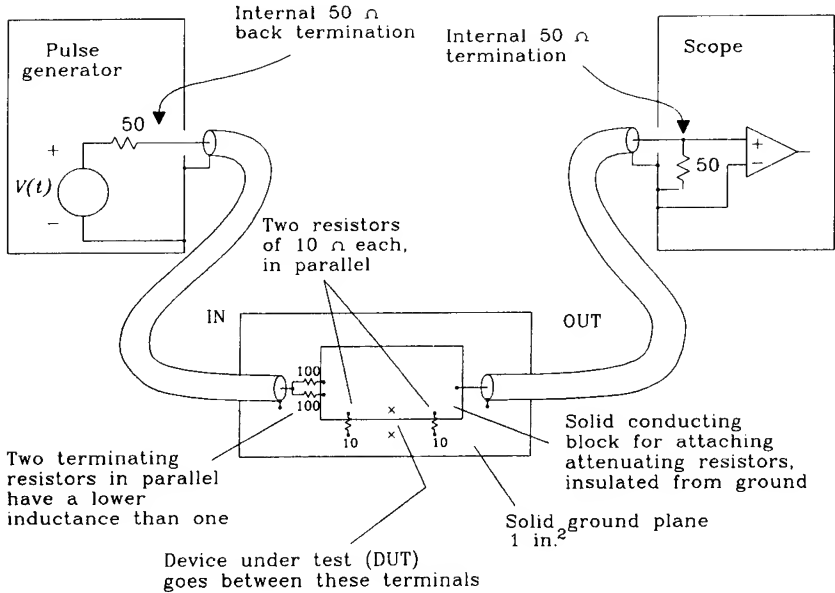 Internal 50 Ω
back termination
Internal 50 Ω
termination
Pulse
generator
Scope
50
+
V(t)
−
+
−
50
Two resistors
of 10 Ω each,
in parallel
IN
OUT
100
100
×
×
10
10
Two terminating
resistors in parallel
have a lower
inductance than one
Solid conducting
block for attaching
attenuating resistors,
insulated from ground
Solid ground plane
1 in.²
Device under test (DUT)
goes between these terminals